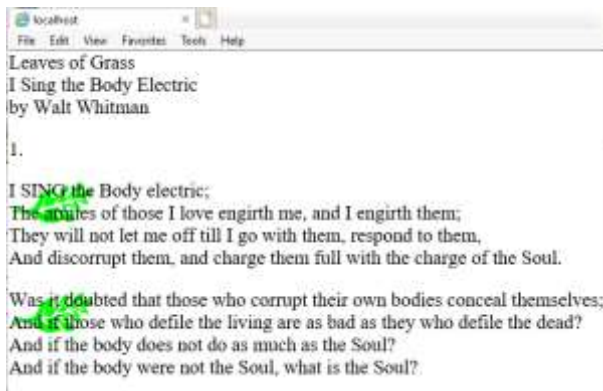 localhost
File Edit View Favorites Tools Help
Leaves of Grass
I Sing the Body Electric
by Walt Whitman
1.
I SING the Body electric;
The armies of those I love engirth me, and I engirth them;
They will not let me off till I go with them, respond to them,
And discorrupt them, and charge them full with the charge of the Soul.
Was it doubted that those who corrupt their own bodies conceal themselves;
And if those who defile the living are as bad as they who defile the dead?
And if the body does not do as much as the Soul?
And if the body were not the Soul, what is the Soul?